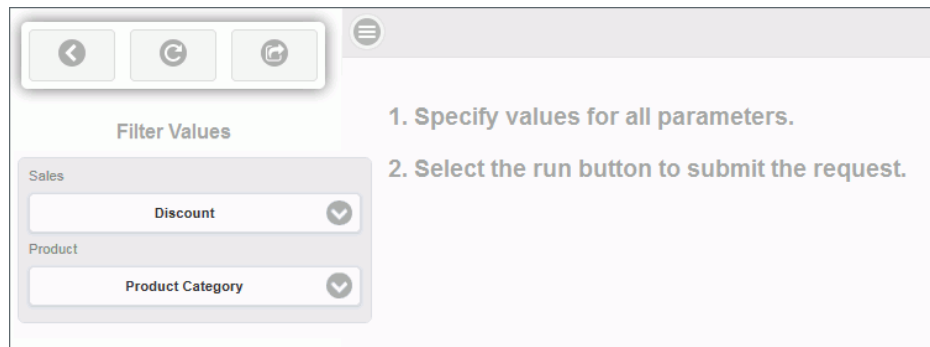 Filter Values
Sales
Discount
Product
Product Category
1. Specify values for all parameters.
2. Select the run button to submit the request.